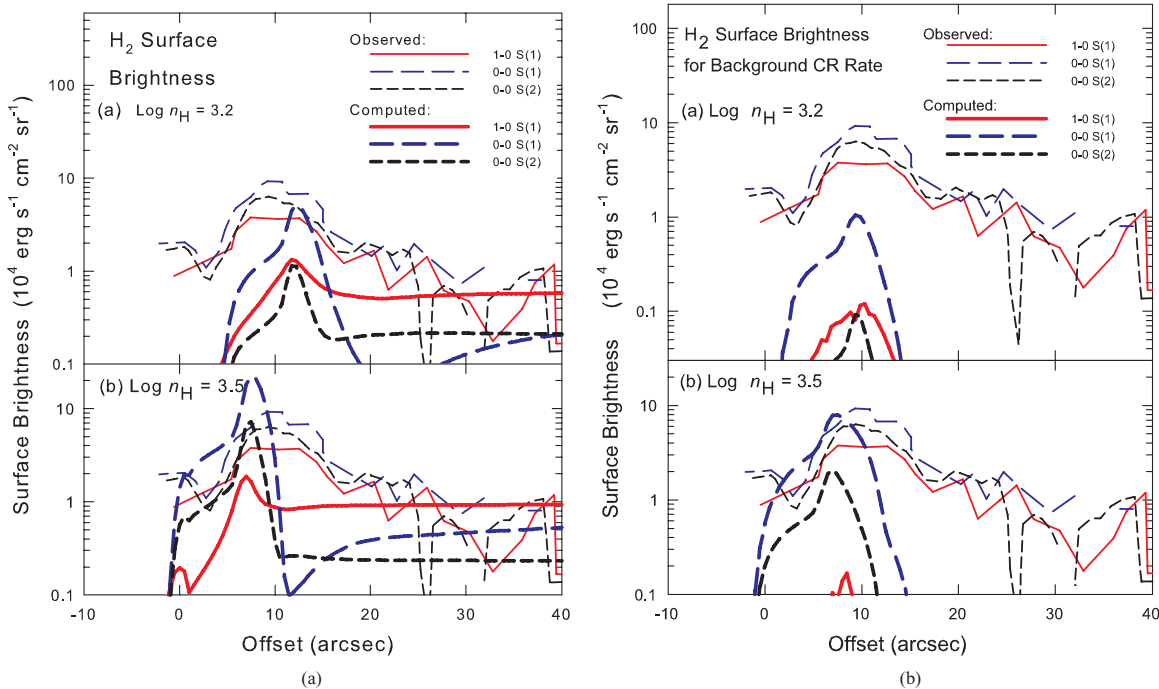 H2 Surface
Brightness
(a) Log nH = 3.2
Observed:
1-0 S(1)
0-0 S(1)
0-0 S(2)
Computed:
1-0 S(1)
0-0 S(1)
0-0 S(2)
100
10
1
0.1
(b) Log nH = 3.5
10
1
0.1
-10
0
10
20
30
40
Offset (arcsec)
Surface Brightness (10^4 erg s^-1 cm^-2 sr^-1)
(a)
H2 Surface Brightness
for Background CR Rate
(a) Log nH = 3.2
Observed:
1-0 S(1)
0-0 S(1)
0-0 S(2)
Computed:
1-0 S(1)
0-0 S(1)
0-0 S(2)
100
10
1
0.1
(b) Log nH = 3.5
10
1
0.1
-10
0
10
20
30
40
Offset (arcsec)
Surface Brightness (10^4 erg s^-1 cm^-2 sr^-1)
(b)